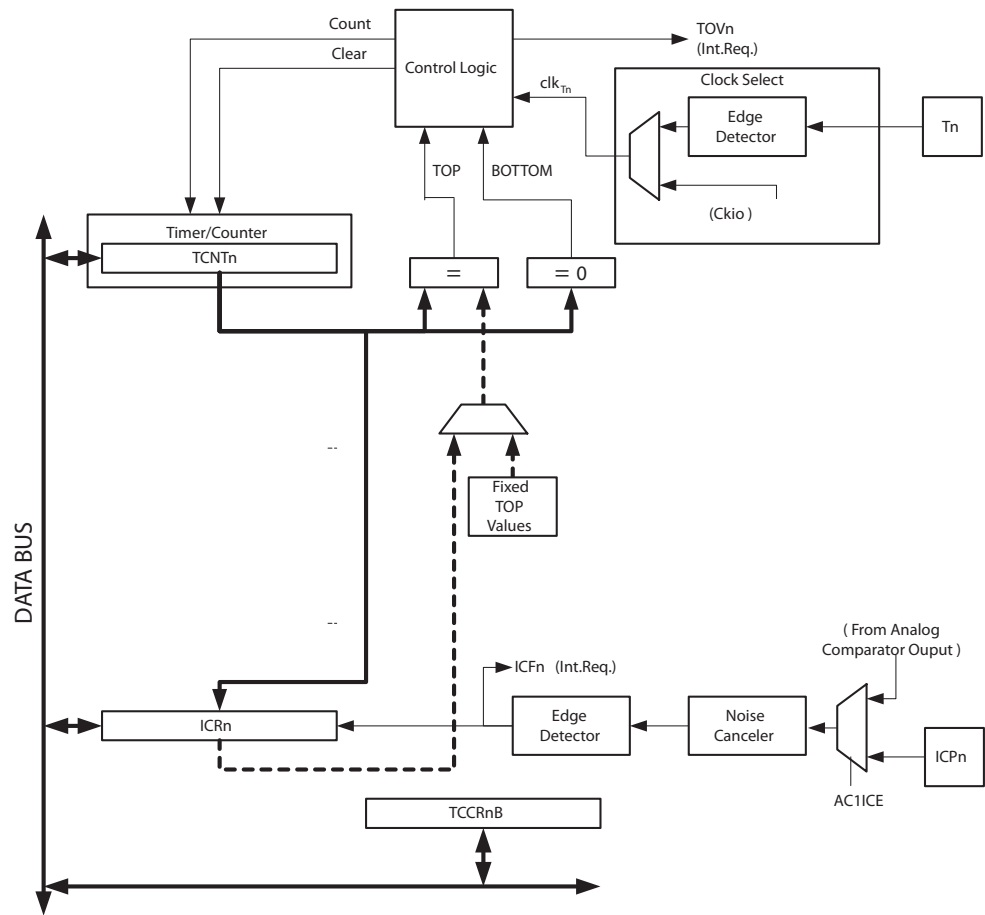 Count
Clear
Control Logic
TOVn
(Int.Req.)
clkTn
Clock Select
Edge
Detector
Tn
(Ckio )
TOP
BOTTOM
Timer/Counter
TCNTn
=
= 0
--
Fixed
TOP
Values
DATA BUS
--
( From Analog
Comparator Ouput )
ICFn (Int.Req.)
ICRn
Edge
Detector
Noise
Canceler
ICPn
AC1ICE
TCCRnB